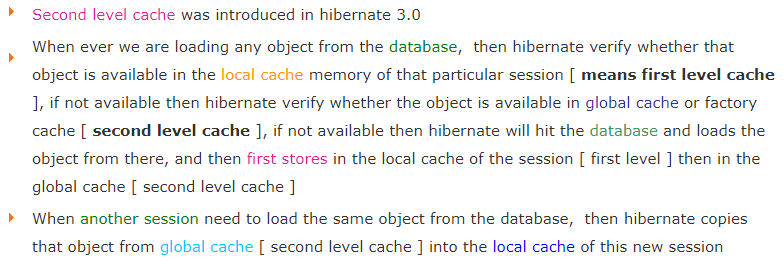 Second level cache was introduced in hibernate 3.0
When ever we are loading any object from the database, then hibernate verify whether that
object is available in the local cache memory of that particular session [ means first level cache
], if not available then hibernate verify whether the object is available in global cache or factory
cache [ second level cache ], if not available then hibernate will hit the database and loads the
object from there, and then first stores in the local cache of the session [ first level ] then in the
global cache [ second level cache ]
When another session need to load the same object from the database, then hibernate copies
that object from global cache [ second level cache ] into the local cache of this new session